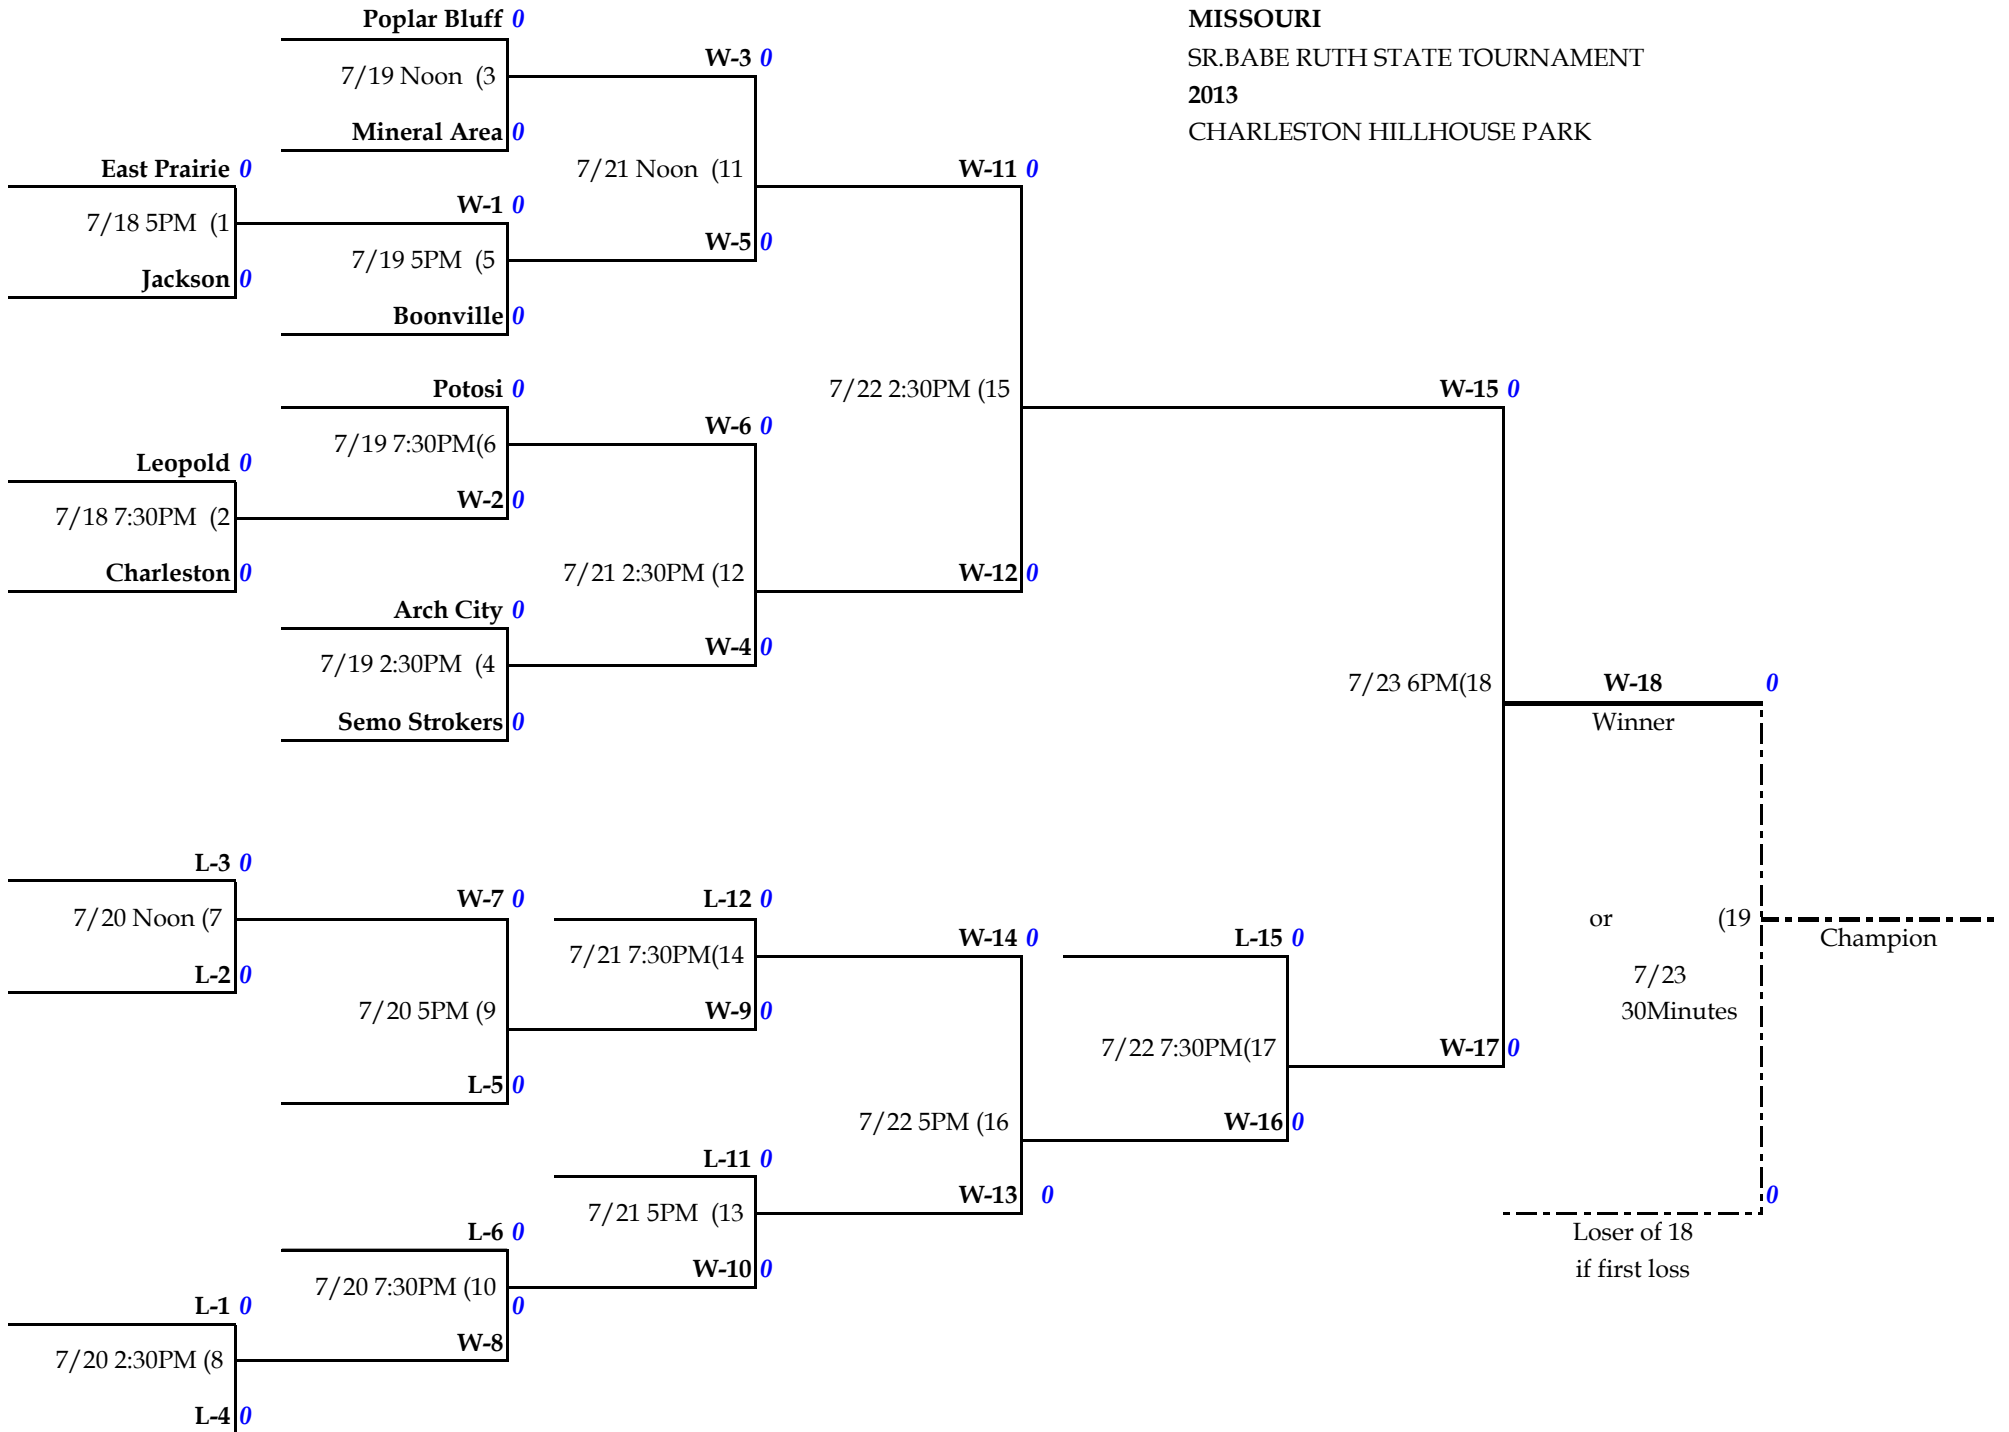 Poplar Bluff 0
MISSOURI
W-3 0
SR.BABE RUTH STATE TOURNAMENT
7/19 Noon (3
2013
Mineral Area 0
CHARLESTON HILLHOUSE PARK
East Prairie 0
7/21 Noon (11
W-11 0
W-1 0
7/18 5PM (1
W-5 0
7/19 5PM (5
Jackson 0
Boonville 0
Potosi 0
7/22 2:30PM (15
W-15 0
W-6 0
7/19 7:30PM(6
Leopold 0
W-2 0
7/18 7:30PM (2
Charleston 0
7/21 2:30PM (12
W-12 0
Arch City 0
W-4 0
7/19 2:30PM (4
7/23 6PM(18
W-18 0
Semo Strokers 0
Winner
L-3 0
W-7 0
L-12 0
7/20 Noon (7
or (19
W-14 0
L-15 0
Champion
7/21 7:30PM(14
L-2 0
7/23
7/20 5PM (9
W-9 0
30Minutes
7/22 7:30PM(17
W-17 0
L-5 0
7/22 5PM (16
W-16 0
L-11 0
W-13 0
0
7/21 5PM (13
L-6 0
Loser of 18
W-10 0
if first loss
7/20 7:30PM (10
L-1 0
0
W-8
7/20 2:30PM (8
L-4 0